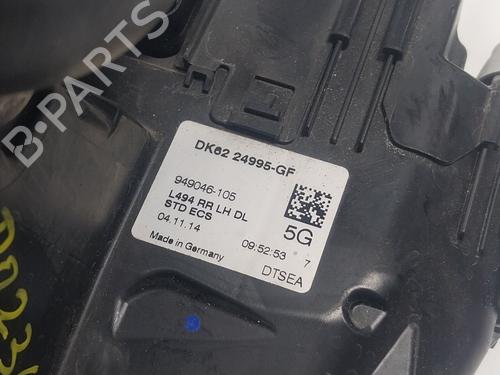 DK62 24995-GF
949046-105
L494 RR LH DL
STD ECS
5G
04.11.14
09:52:53 7
Made in Germany
DTSEA
B-PARTS